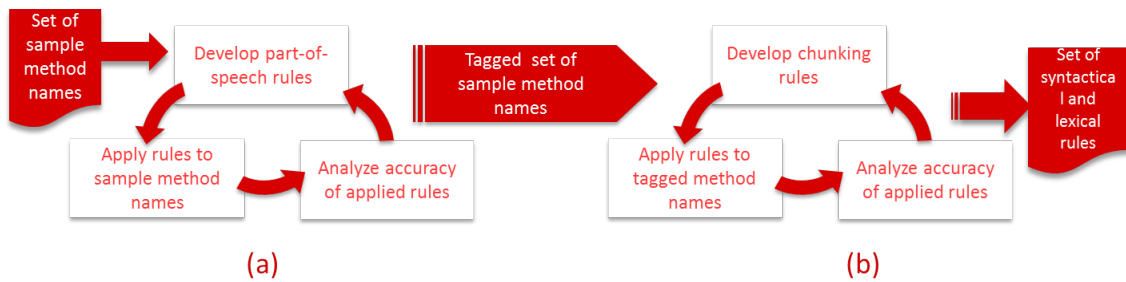 Set of
sample
method
names
Develop part-of-
speech rules
Apply rules to
sample method
names
Analyze accuracy
of applied rules
(a)
Tagged set of
sample method
names
Develop chunking
rules
Apply rules to
tagged method
names
Analyze accuracy
of applied rules
(b)
Set of
syntactica
l and
lexical
rules